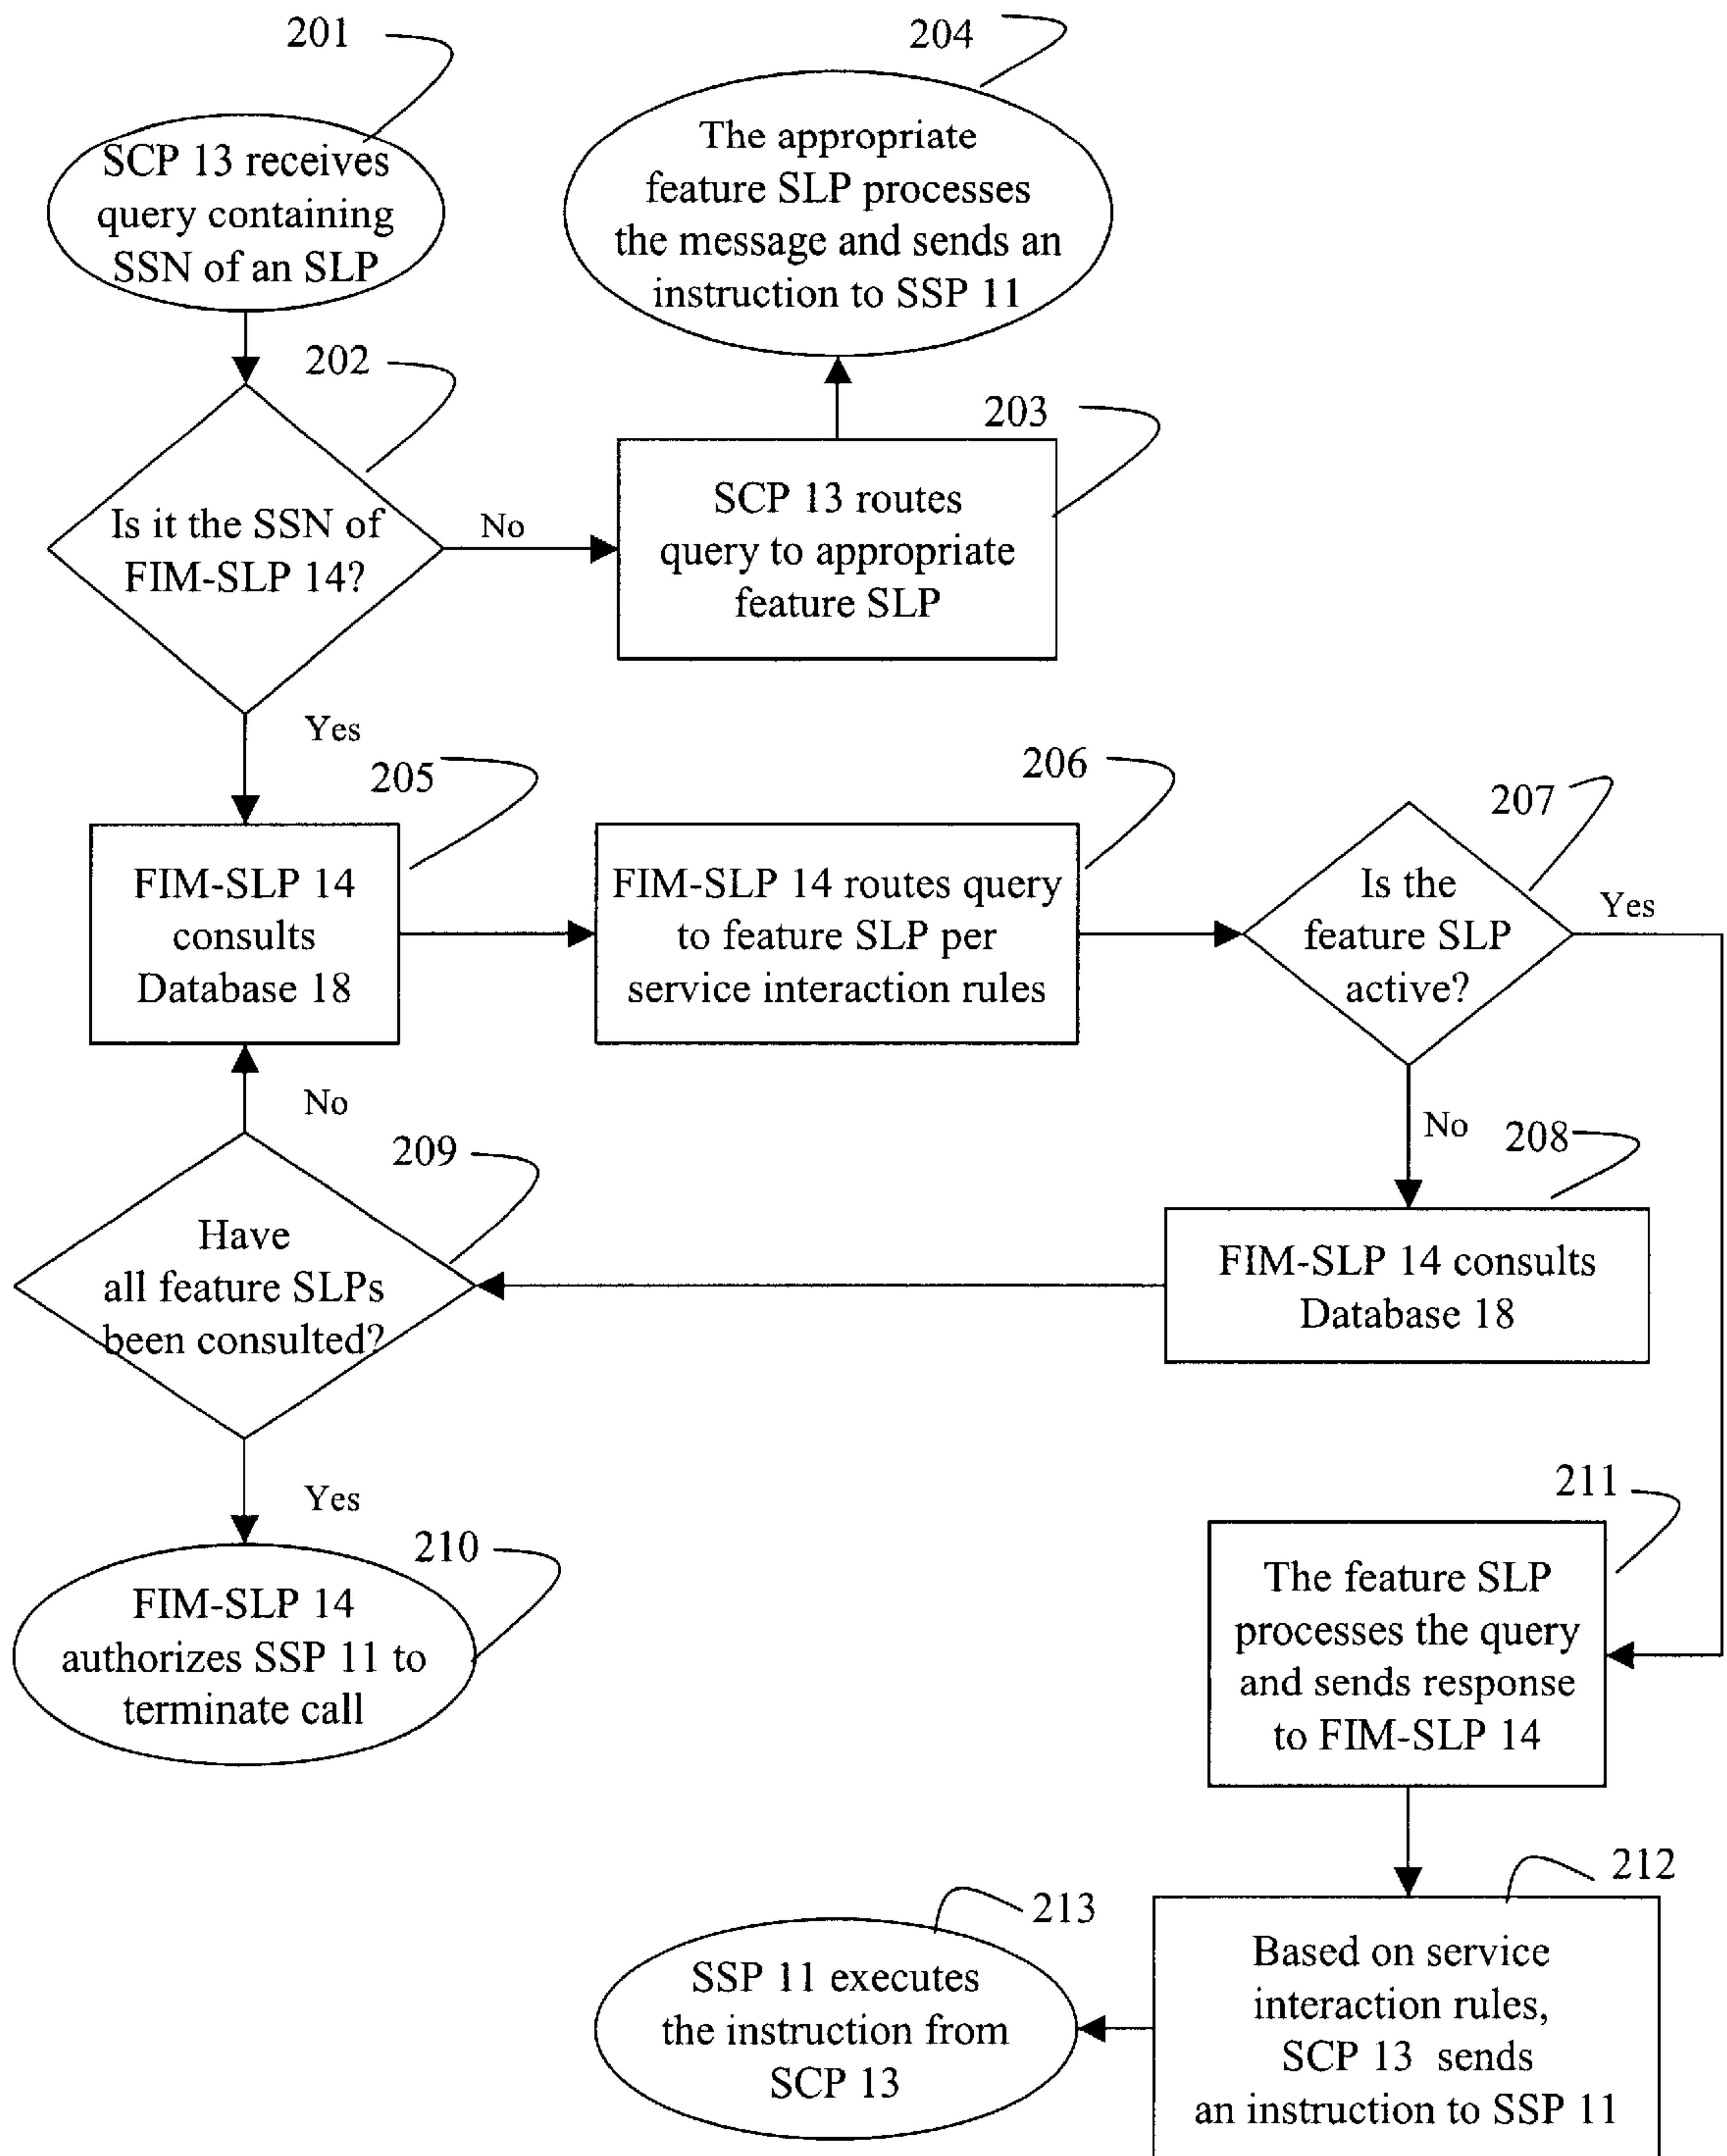 201
SCP 13 receives
query containing
SSN of an SLP
204
The appropriate
feature SLP processes
the message and sends an
instruction to SSP 11
202
Is it the SSN of
FIM-SLP 14?
No
203
SCP 13 routes
query to appropriate
feature SLP
Yes
205
FIM-SLP 14
consults
Database 18
206
FIM-SLP 14 routes query
to feature SLP per
service interaction rules
207
Is the
feature SLP
active?
Yes
No
208
FIM-SLP 14 consults
Database 18
No
209
Have
all feature SLPs
been consulted?
Yes
210
FIM-SLP 14
authorizes SSP 11 to
terminate call
211
The feature SLP
processes the query
and sends response
to FIM-SLP 14
212
Based on service
interaction rules,
SCP 13 sends
an instruction to SSP 11
213
SSP 11 executes
the instruction from
SCP 13